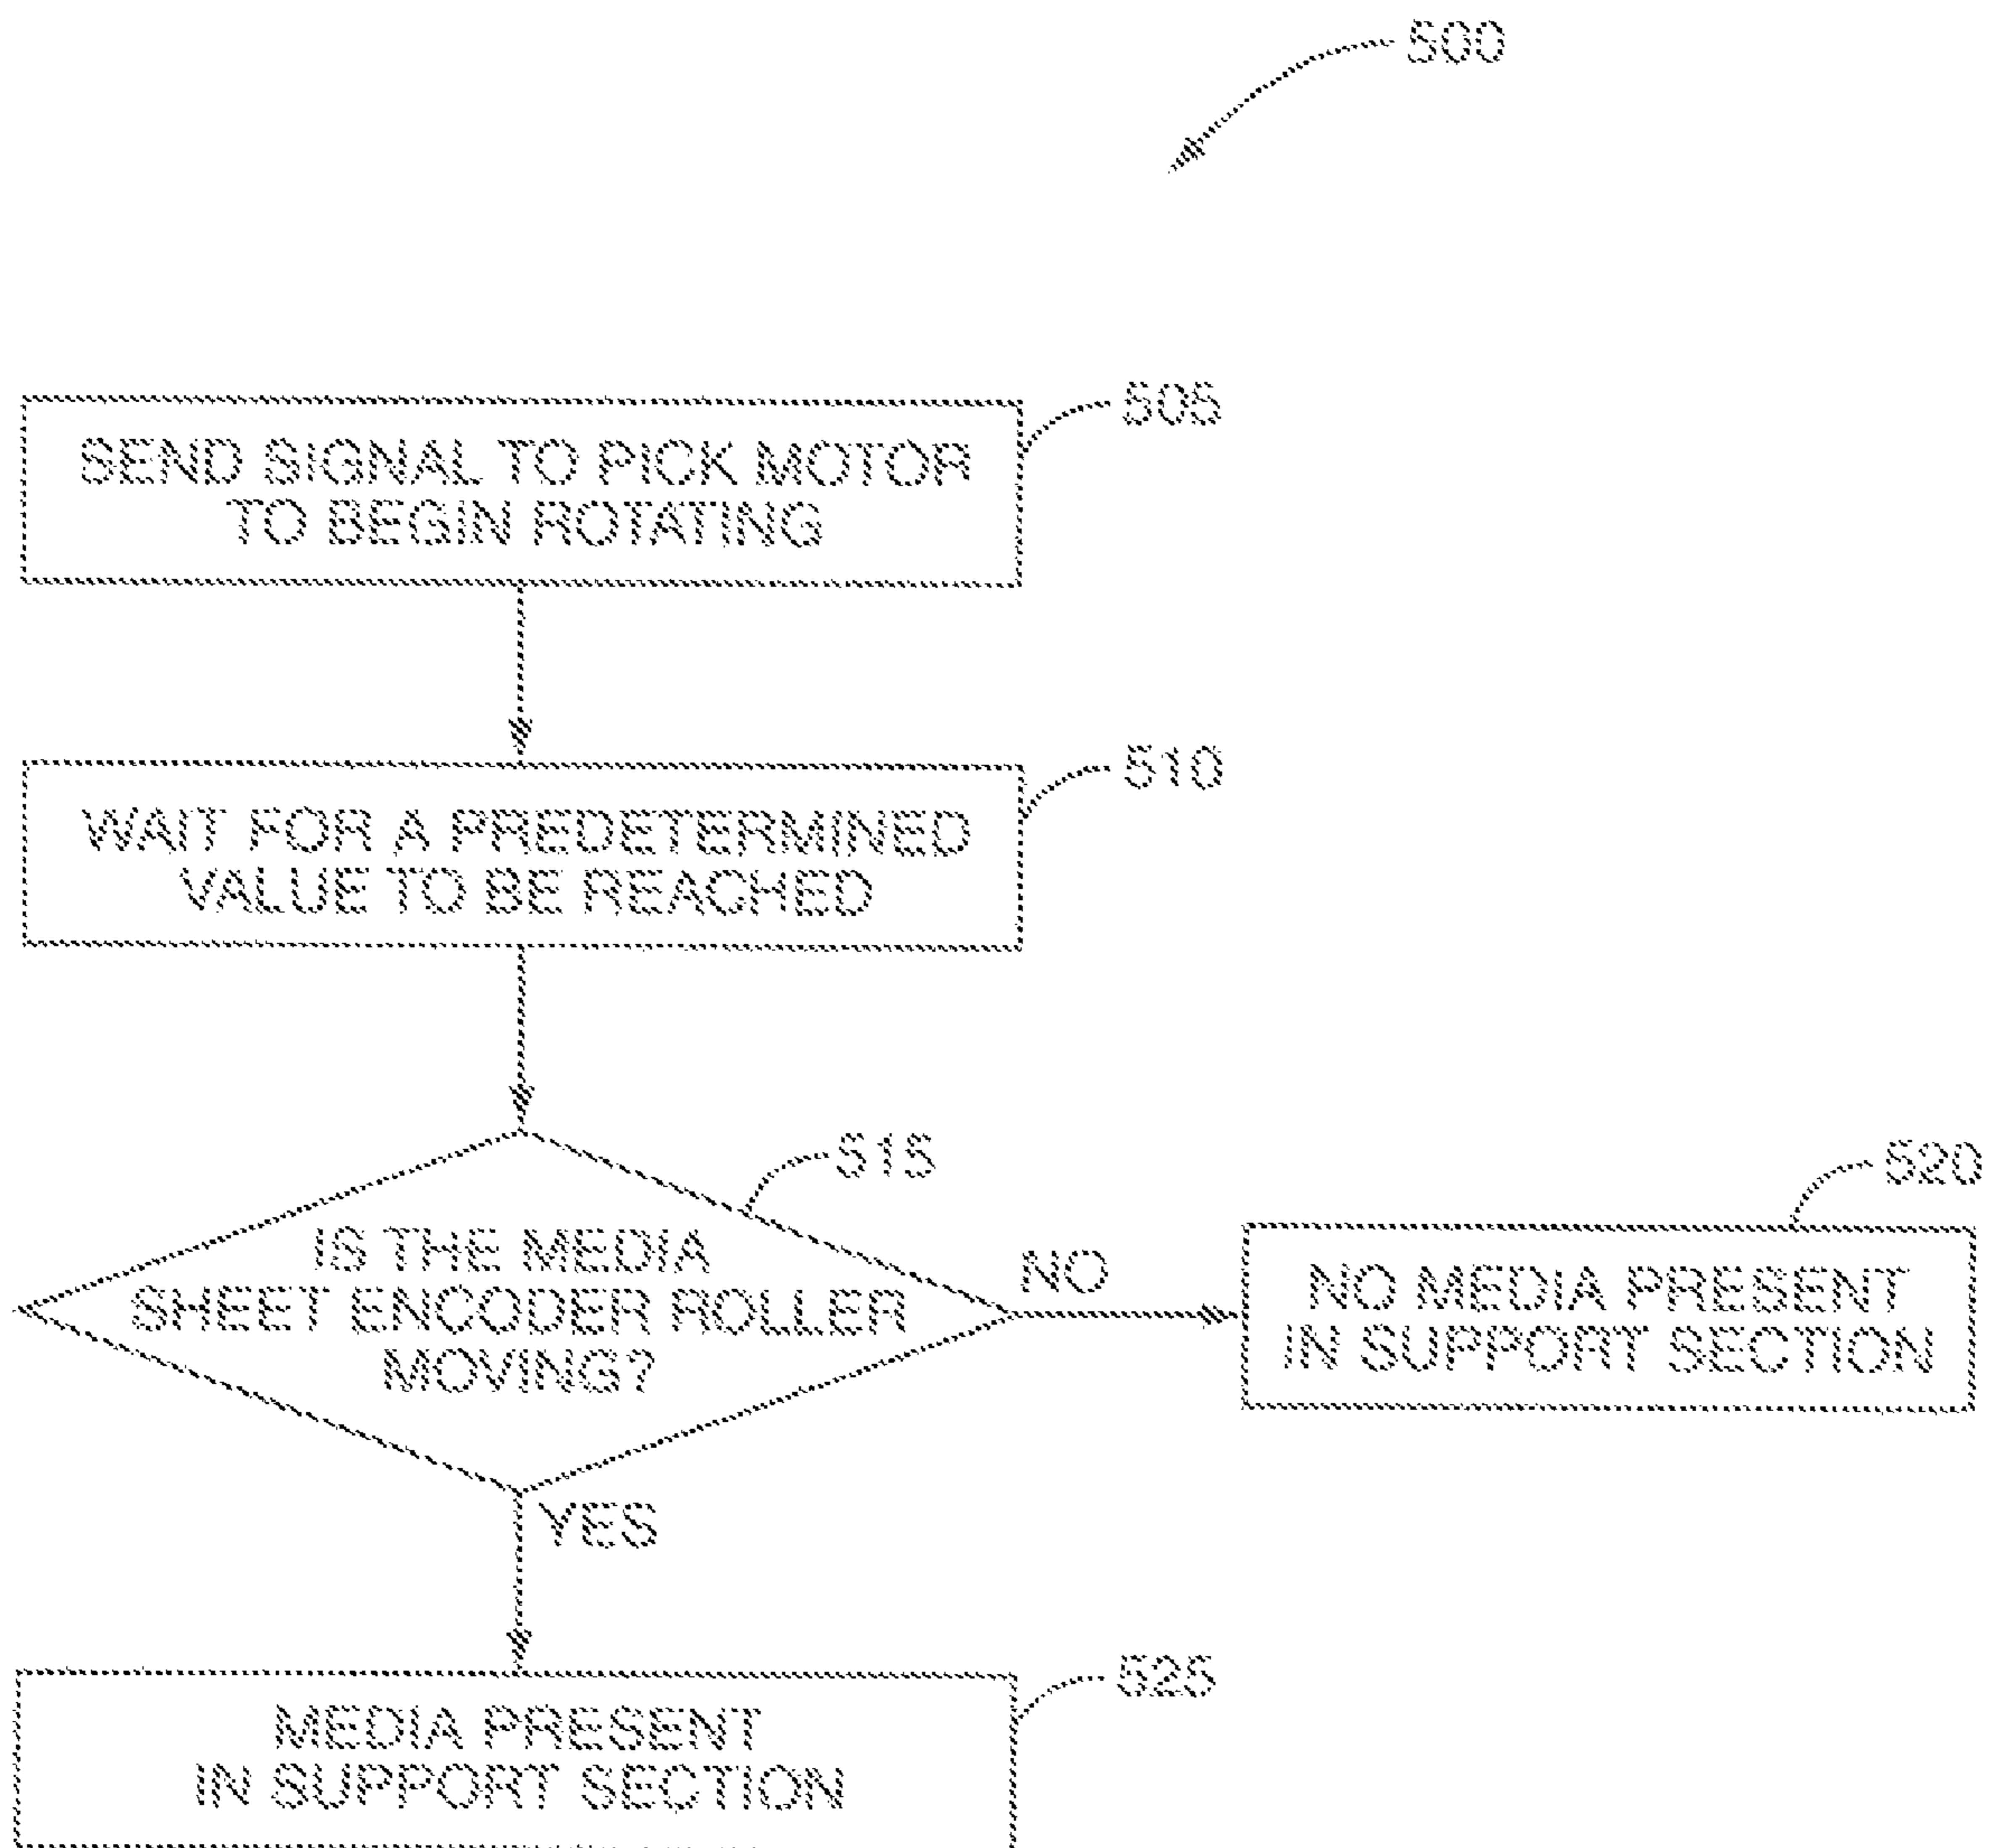 500
505
SEND SIGNAL TO PICK MOTOR
TO BEGIN ROTATING
510
WAIT FOR A PREDETERMINED
VALUE TO BE REACHED
515
IS THE MEDIA
SHEET ENCODER ROLLER
MOVING?
NO
520
NO MEDIA PRESENT
IN SUPPORT SECTION
YES
525
MEDIA PRESENT
IN SUPPORT SECTION